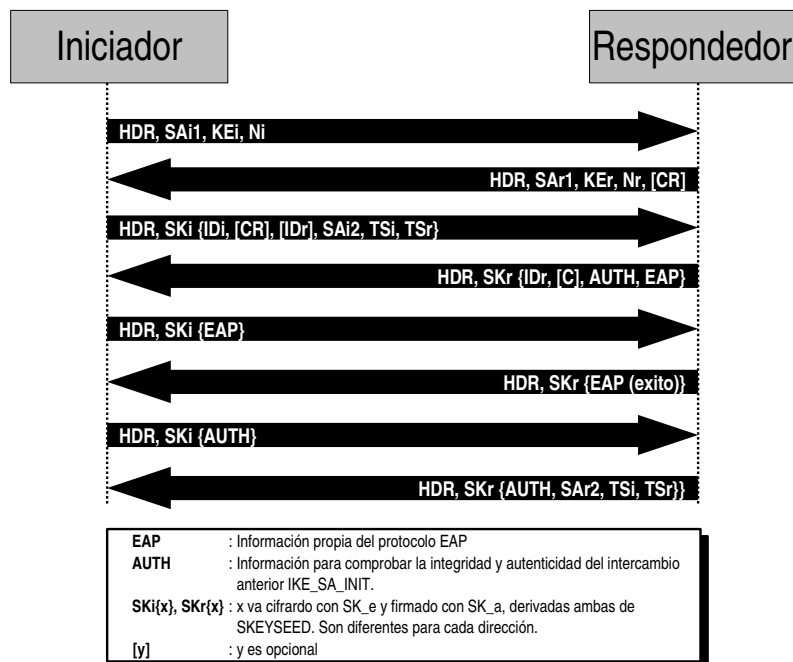 Iniciador
Respondedor
HDR, SAi1, KEi, Ni
HDR, SAr1, KEr, Nr, [CR]
HDR, SKi {IDi, [CR], [IDr], SAi2, TSi, TSr}
HDR, SKr {IDr, [C], AUTH, EAP}
HDR, SKi {EAP}
HDR, SKr {EAP (exito)}
HDR, SKi {AUTH}
HDR, SKr {AUTH, SAr2, TSi, TSr}}
EAP : Información propia del protocolo EAP
AUTH : Información para comprobar la integridad y autenticidad del intercambio
anterior IKE_SA_INIT.
SKi{x}, SKr{x} : x va cifrardo con SK_e y firmado con SK_a, derivadas ambas de
SKEYSEED. Son diferentes para cada dirección.
[y] : y es opcional